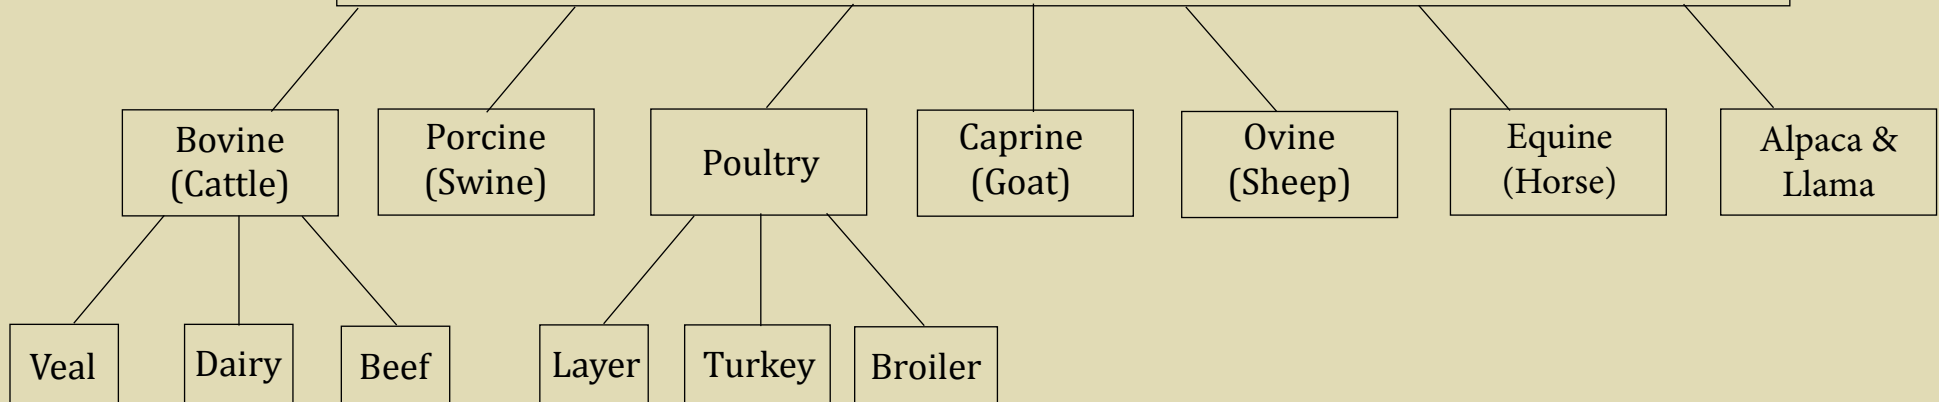 Bovine
(Cattle)
Porcine
(Swine)
Poultry
Caprine
(Goat)
Ovine
(Sheep)
Equine
(Horse)
Alpaca &
Llama
Veal
Dairy
Beef
Layer
Turkey
Broiler